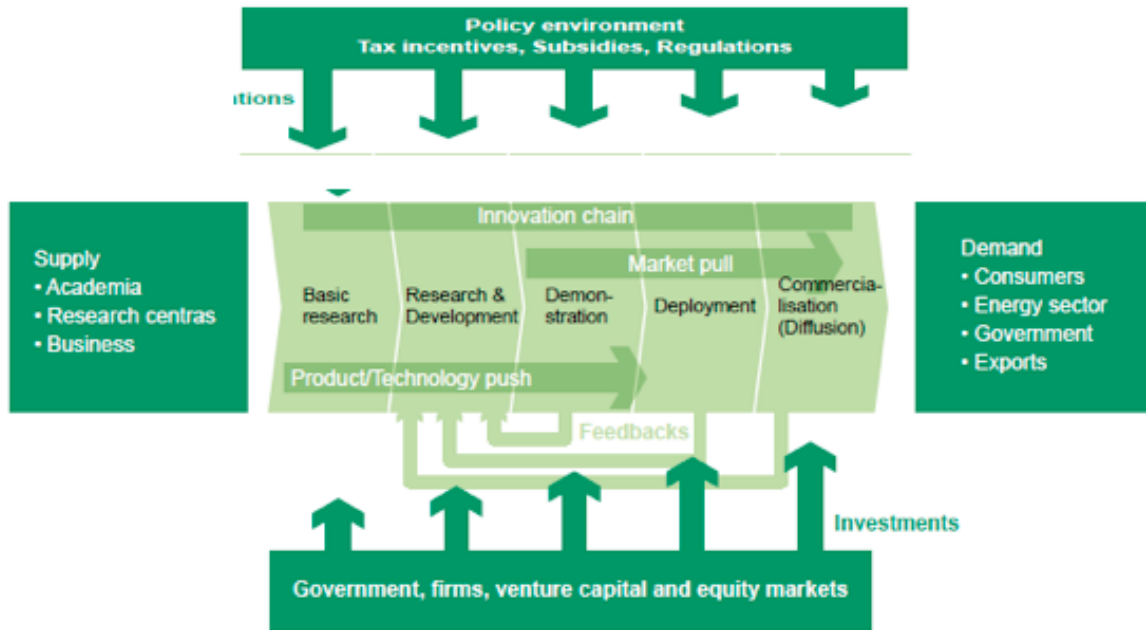 Policy environment
Tax incentives, Subsidies, Regulations
Innovation chain
Supply
• Academia
• Research centras
• Business
Market pull
Basic
research
Research &
Development
Demon-
stration
Deployment
Commercia-
lisation
(Diffusion)
Demand
• Consumers
• Energy sector
• Government
• Exports
Product/Technology push
Feedbacks
Investments
Government, firms, venture capital and equity markets